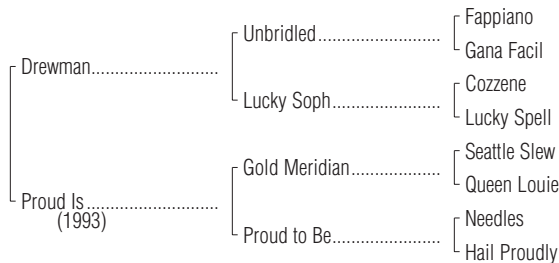 Fappiano
Unbridled
Gana Facil
Drewman
Cozzene
Lucky Soph
Lucky Spell
Seattle Slew
Gold Meridian
Queen Louie
Proud Is
(1993)
Needles
Proud to Be
Hail Proudly